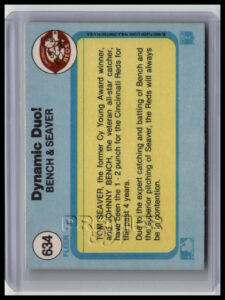 REDS
Dynamic Duo!
BENCH & SEAVER
634
FLEER
TOM SEAVER, the former Cy Young Award winner,
and JOHNNY BENCH, the veteran all-star catcher,
have been the 1 - 2 punch for the Cincinnati Reds for
the past 4 years.
Due to the expert catching and batting of Bench and
the superior pitching of Seaver, the Reds will always
be in contention.